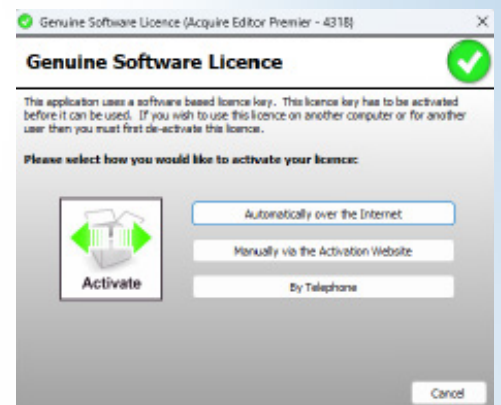 Genuine Software Licence (Acquire Editor Premier - 4318)
Genuine Software Licence
This application uses a software based licence key. This licence key has to be activated
before it can be used. If you wish to use this licence on another computer or for another
user then you must first de-activate this licence.
Please select how you would like to activate your licence:
Automatically over the Internet
Manually via the Activation Website
Activate
By Telephone
Cancel